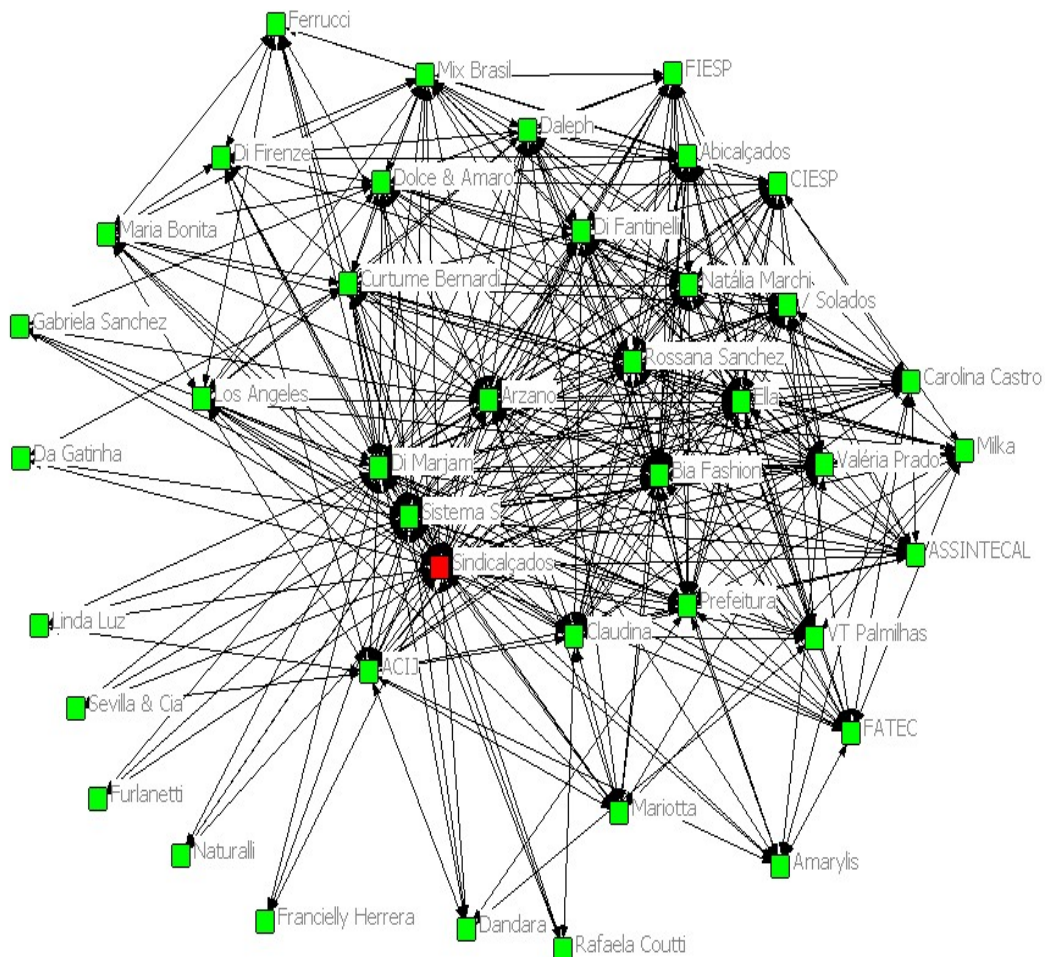 Ferrucci
Mix Brasil
FIESP
Daleph
Di Firenze
Abicalçados
Dolce & Amaro
CIESP
Maria Bonita
Di Fantinelli
Curtume Bernardi
Natália Marchi
/ Solados
Gabriela Sanchez
Rossana Sanchez
Carolina Castro
Los Angeles
Arzano
Ella
Da Gatinha
Di Marjam
Bia Fashion
Valéria Prado
Milka
Sistema S
Sindicalçados
ASSINTECAL
Linda Luz
Claudina
Prefeitura
VT Palmilhas
ACIJ
Sevilla & Cia
FATEC
Furlanetti
Mariotta
Naturalli
Amarylis
Francielly Herrera
Dandara
Rafaela Coutti